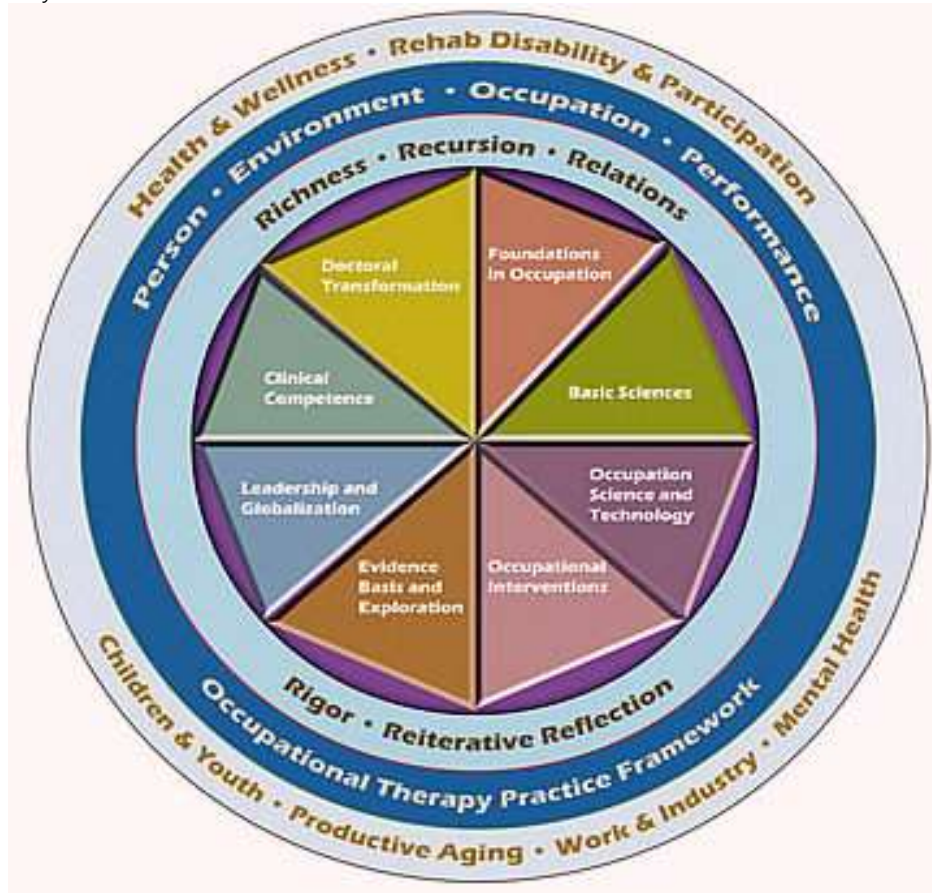 Health & Wellness • Rehab Disability & Participation
Person • Environment • Occupation • Performance
Richness • Recursion • Relations
Doctoral
Transformation
Foundations
in Occupation
Clinical
Competence
Basic Sciences
Leadership and
Globalization
Occupation
Science and
Technology
Evidence
Basis and
Exploration
Occupational
Interventions
Rigor • Reiterative Reflection
Occupational Therapy Practice Framework
Children & Youth • Productive Aging • Work & Industry • Mental Health